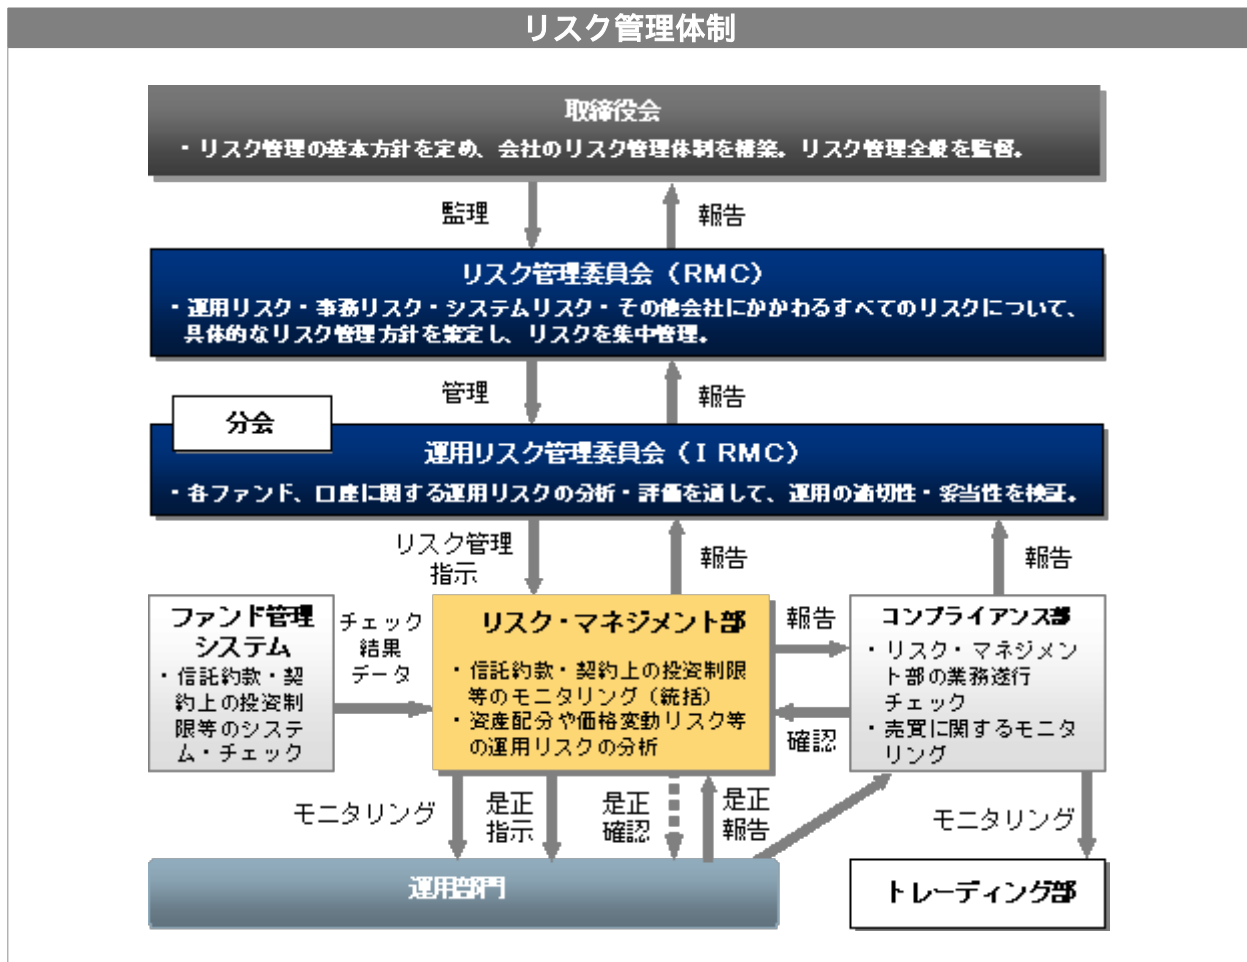 リスク管理体制
取締役会
・リスク管理の基本方針を定め、会社のリスク管理体制を構築。リスク管理全般を監督。
監理
報告
リスク管理委員会（RMC）
・運用リスク・事務リスク・システムリスク・その他会社にかかわるすべてのリスクについて、
具体的なリスク管理方針を策定し、リスクを集中管理。
管理
報告
分会
運用リスク管理委員会（I RMC）
・各ファンド、口座に関する運用リスクの分析・評価を通して、運用の適切性・妥当性を検証。
リスク管理
指示
報告
報告
ファンド管理
システム
・信託約款・契
約上の投資制
限等のシステ
ム・チェック
チェック
結果
データ
リスク・マネジメント部
・信託約款・契約上の投資制限
等のモニタリング（統括）
・資産配分や価格変動リスク等
の運用リスクの分析
報告
確認
コンプライアンス部
・リスク・マネジメン
ト部の業務遂行
チェック
・売買に関するモニタ
リング
モニタリング
是正
指示
是正
確認
是正
報告
モニタリング
運用部門
トレーディング部